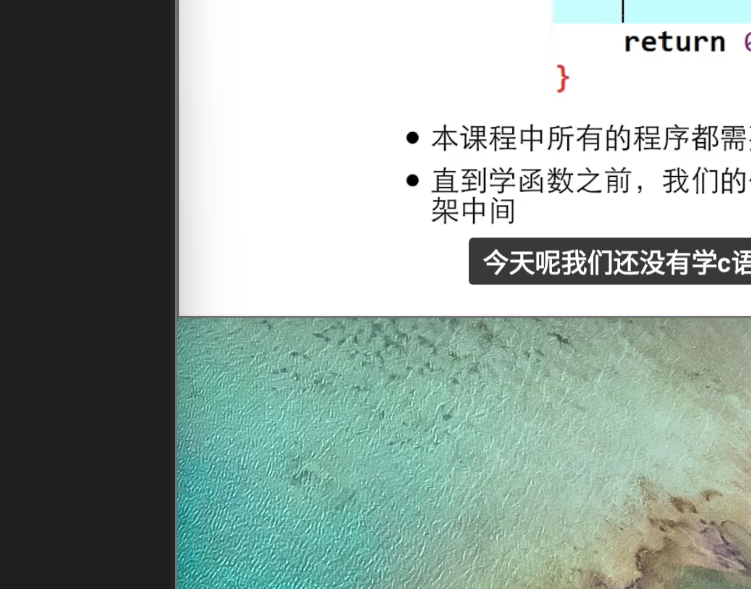 return
}
● 本课程中所有的程序都需
● 直到学函数之前，我们的
架中间
今天呢我们还没有学c语